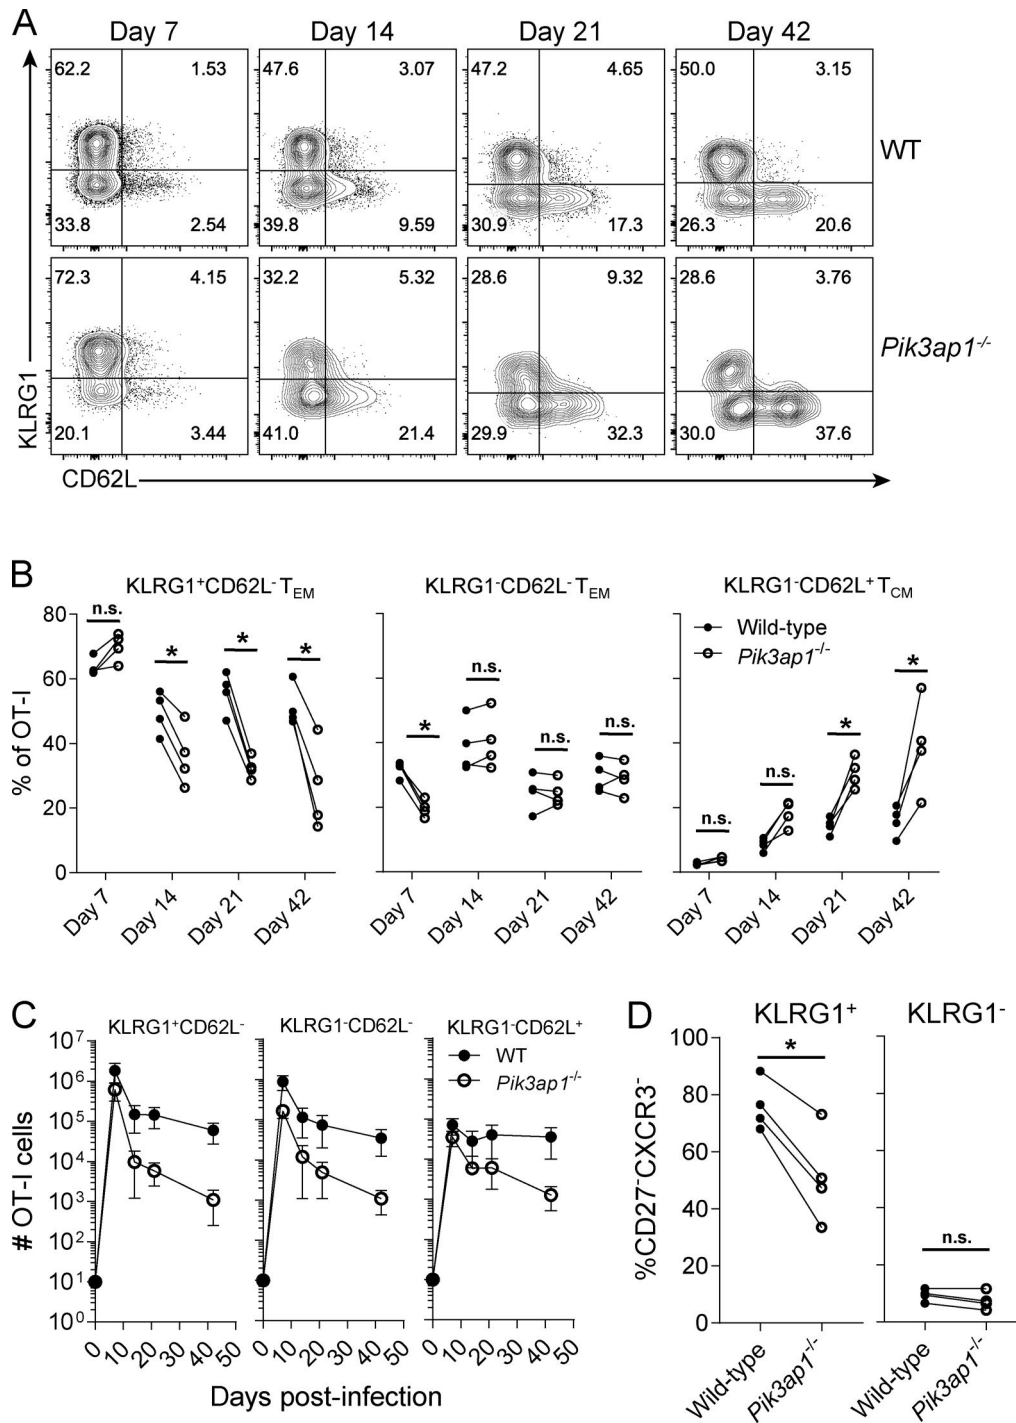 A
Day 7 Day 14 Day 21 Day 42
62.2 1.53 47.6 3.07 47.2 4.65 50.0 3.15
WT
33.8 2.54 39.8 9.59 30.9 17.3 26.3 20.6
72.3 4.15 32.2 5.32 28.6 9.32 28.6 3.76
Pik3ap1-/-
20.1 3.44 41.0 21.4 29.9 32.3 30.0 37.6
KLRG1
CD62L
B
KLRG1+CD62L- TEM KLRG1-CD62L- TEM KLRG1-CD62L+ TCM
% of OT-I
80
60
40
20
0
n.s. * * *
* n.s. n.s. n.s.
Wild-type
Pik3ap1-/-
n.s. n.s. * *
Day 7 Day 14 Day 21 Day 42 Day 7 Day 14 Day 21 Day 42 Day 7 Day 14 Day 21 Day 42
C
KLRG1+CD62L- KLRG1-CD62L- KLRG1-CD62L+
WT
Pik3ap1-/-
# OT-I cells
10^7
10^6
10^5
10^4
10^3
10^2
10^1
10^0
0 10 20 30 40 50 0 10 20 30 40 50 0 10 20 30 40 50
Days post-infection
D
KLRG1+ KLRG1-
%CD27-CXCR3-
100
80
60
40
20
0
*
n.s.
Wild-type Pik3ap1-/- Wild-type Pik3ap1-/-